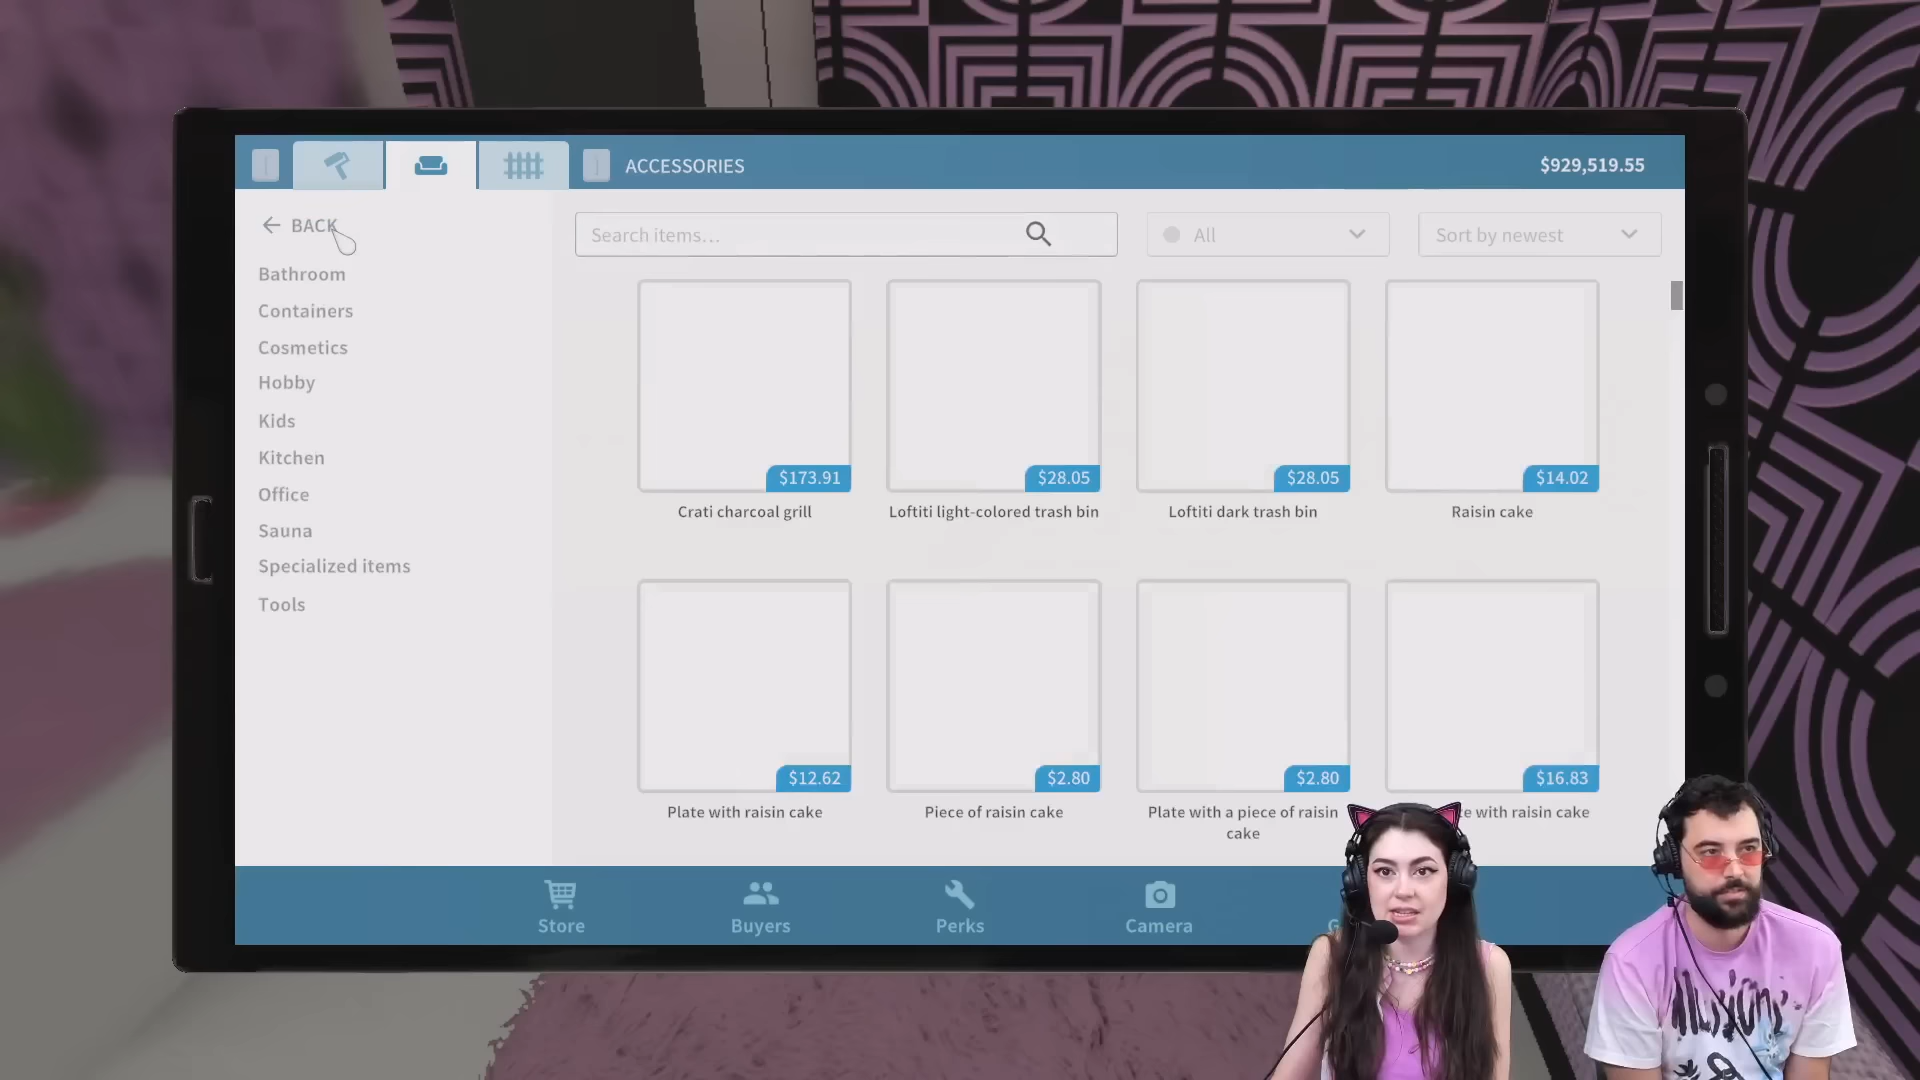 ACCESSORIES
$929,519.55
BACK
Search items...
All
Sort by newest
Bathroom
Containers
Cosmetics
Hobby
Kids
Kitchen
Office
Sauna
Specialized items
Tools
$173.91
$28.05
$28.05
$14.02
Crati charcoal grill
Loftiti light-colored trash bin
Loftiti dark trash bin
Raisin cake
$12.62
$2.80
$2.80
$16.83
Plate with raisin cake
Piece of raisin cake
Plate with a piece of raisin
cake
with raisin cake
Store
Buyers
Perks
Camera